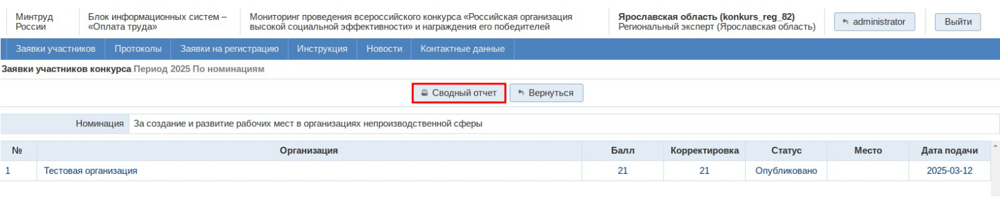 Минтруд России
Блок информационных систем – «Оплата труда»
Мониторинг проведения всероссийского конкурса «Российская организация высокой социальной эффективности» и награждения его победителей
Ярославская область (konkurs_reg_82)
Региональный эксперт (Ярославская область)
administrator
Выйти
Заявки участников Протоколы Заявки на регистрацию Инструкция Новости Контактные данные
Заявки участников конкурса Период 2025 По номинациям
Сводный отчет Вернуться
Номинация За создание и развитие рабочих мест в организациях непроизводственной сферы
№ Организация Балл Корректировка Статус Место Дата подачи
1 Тестовая организация 21 21 Опубликовано 2025-03-12